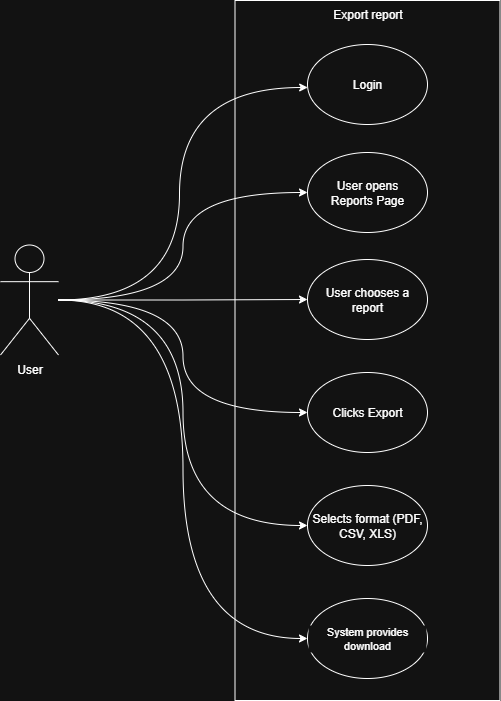 Export report
Login
User opens
Reports Page
User chooses a
report
User
Clicks Export
Selects format (PDF,
CSV, XLS)
System provides
download